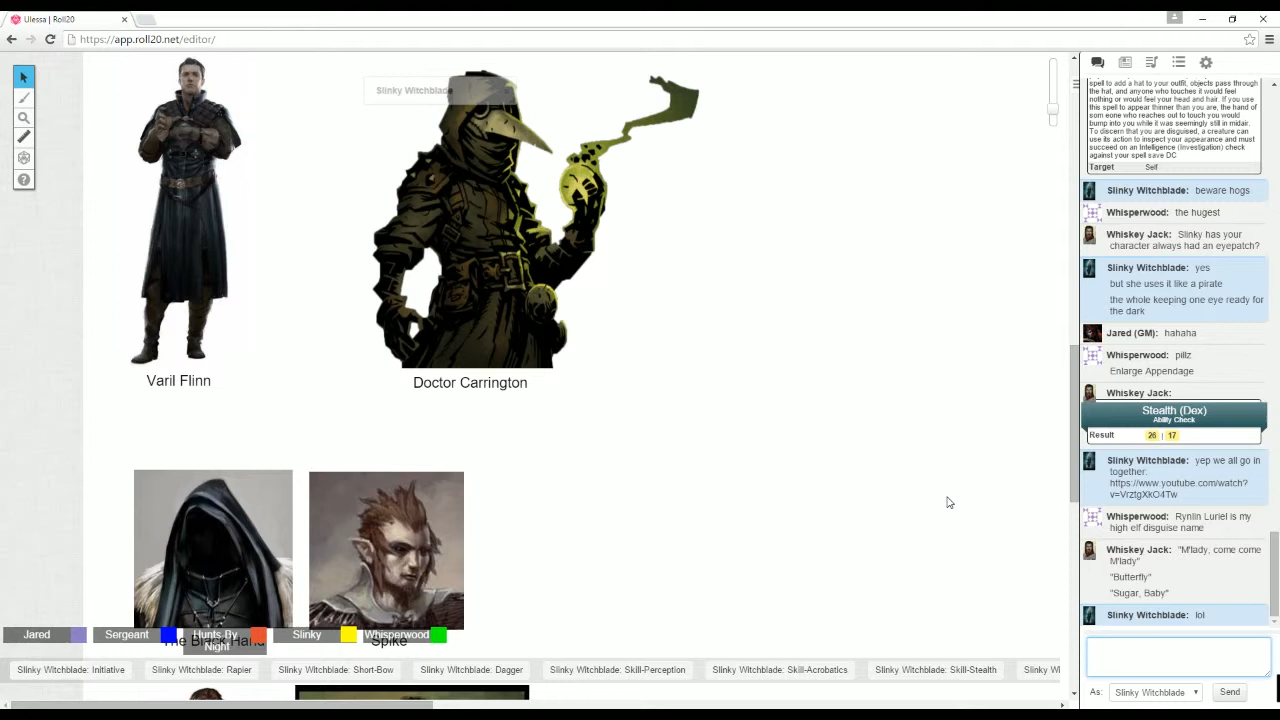 Ulessa | Roll20
https://app.roll20.net/editor/
Slinky Witchblade
Varil Flinn
Doctor Carrington
The Black Hand
Spike
Jared
Sergeant
Hunts By
Night
Slinky
Whisperwood
Slinky Witchblade: Initiative
Slinky Witchblade: Rapier
Slinky Witchblade: Short-Bow
Slinky Witchblade: Dagger
Slinky Witchblade: Skill-Perception
Slinky Witchblade: Skill-Acrobatics
Slinky Witchblade: Skill-Stealth
Slinky Wi
spell to add a hat to your outfit, objects pass through
the hat, and anyone who touches it would feel
nothing or would feel your head and hair. If you use
this spell to appear thinner than you are, the hand of
som eone who reaches out to touch you would
bump into you while it was seemingly still in midair.
To discern that you are disguised, a creature can
use its action to inspect your appearance and must
succeed on an Intelligence (Investigation) check
against your spell save DC
Target Self
Slinky Witchblade: beware hogs
Whisperwood: the hugest
Whiskey Jack: Slinky has your
character always had an eyepatch?
Slinky Witchblade: yes
but she uses it like a pirate
the whole keeping one eye ready for
the dark
Jared (GM): hahaha
Whisperwood: pillz
Enlarge Appendage
Whiskey Jack:
Stealth (Dex)
Ability Check
Result 26 | 17
Slinky Witchblade: yep we all go in
together:
https://www.youtube.com/watch?
v=VrztgXkO4Tw
Whisperwood: Rynlin Luriel is my
high elf disguise name
Whiskey Jack: "M'lady, come come
M'lady"
"Butterfly"
"Sugar, Baby"
Slinky Witchblade: lol
As: Slinky Witchblade
Send